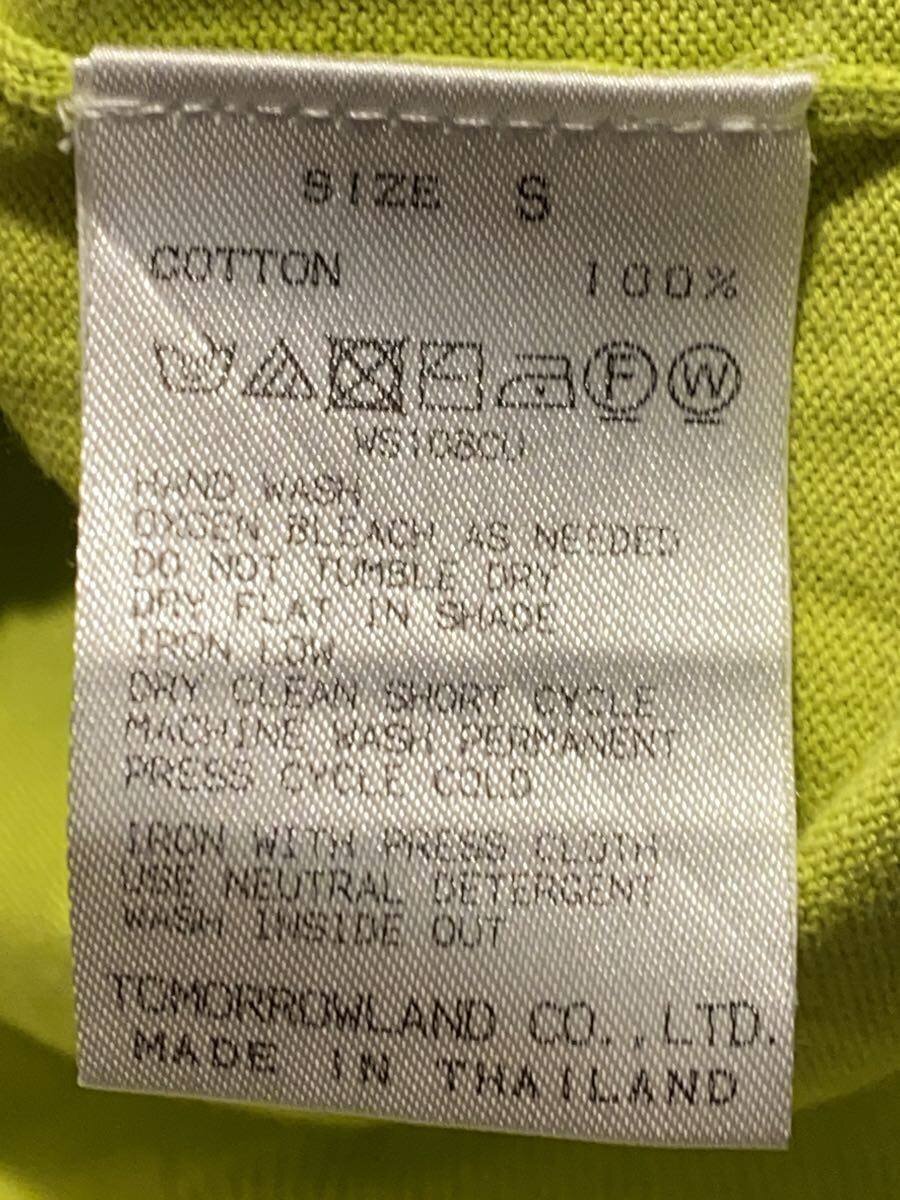 SIZE S
COTTON 100%
F W
WS108CU
HAND WASH
OXSEN BLEACH AS NEEDED
DO NOT TUMBLE DRY
DRY FLAT IN SHADE
IRON LOW
DRY CLEAN SHORT CYCLE
MACHINE WASH PERMANENT
PRESS CYCLE COLD
IRON WITH PRESS CLOTH
USE NEUTRAL DETERGENT
WASH INSIDE OUT
TOMORROWLAND CO.,LTD.
MADE IN THAILAND